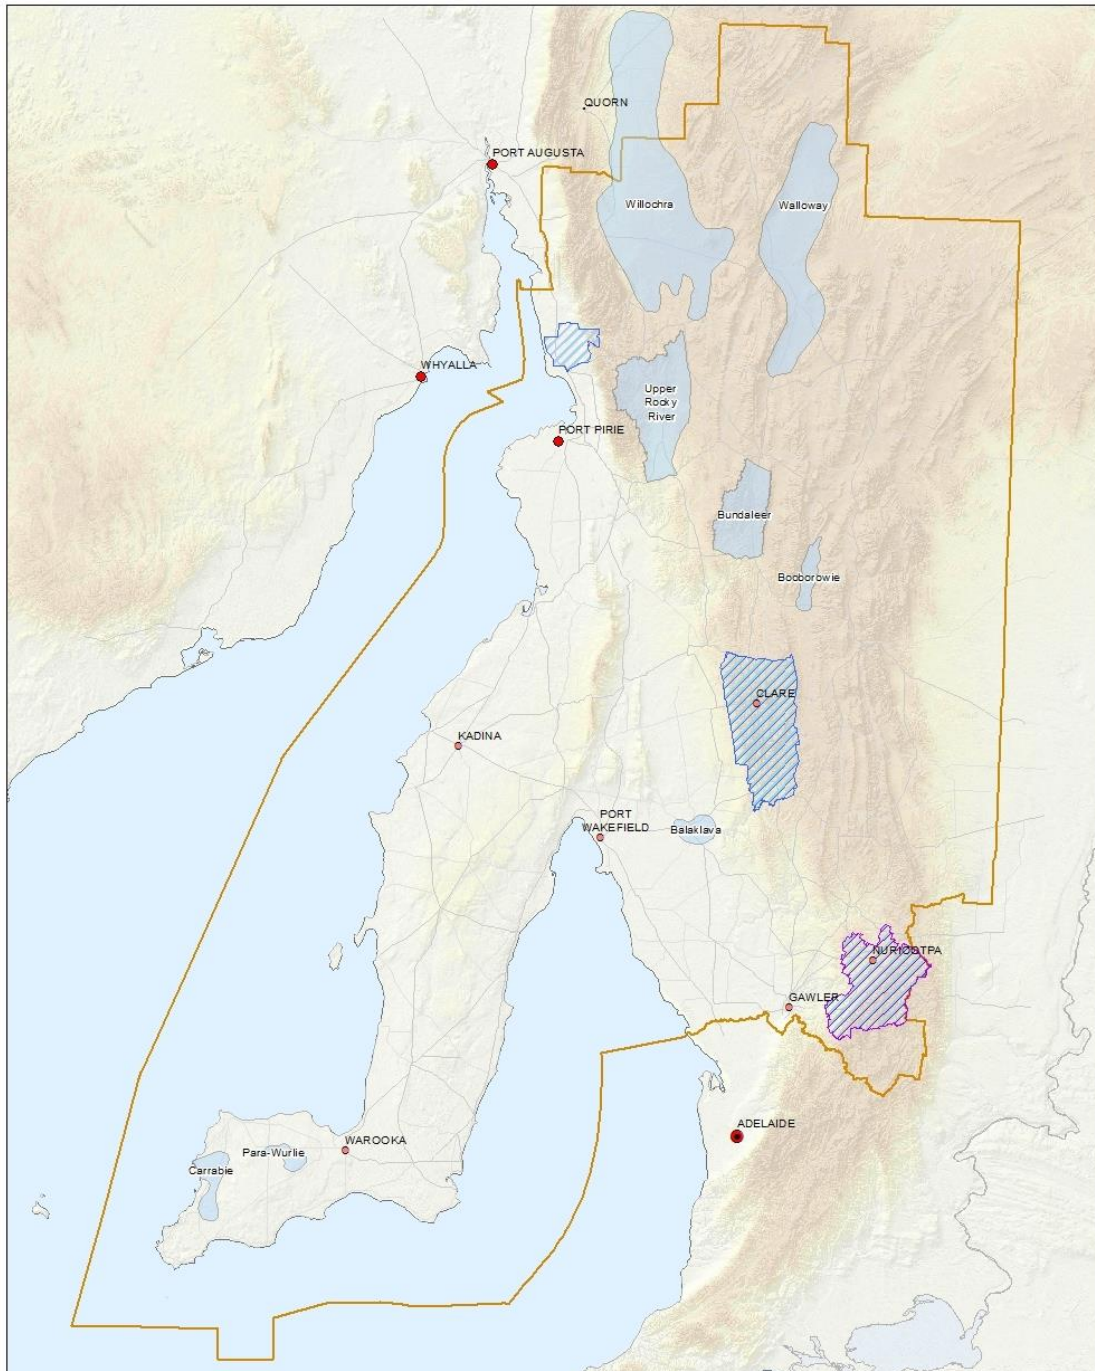 QUORN
PORT AUGUSTA
Willochra
Walloway
WHYALLA
Upper
Rocky
River
PORT PIRIE
Bundaleer
Booborowie
CLARE
KADINA
PORT
WAKEFIELD
Balaklava
NURIOOTPA
GAWLER
ADELAIDE
WAROOKA
Para-Wurlie
Carrabie